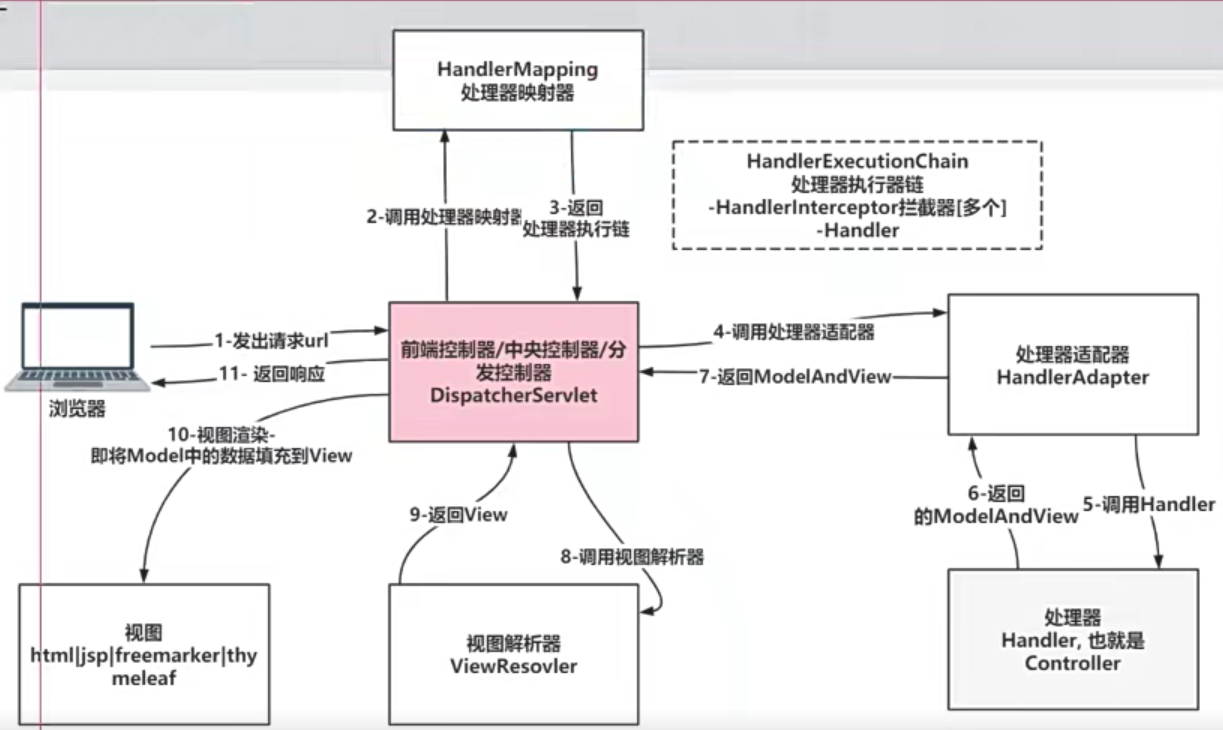 HandlerMapping
处理器映射器
HandlerExecutionChain
处理器执行器链
-HandlerInterceptor拦截器[多个]
-Handler
2-调用处理器映射器
3-返回
处理器执行链
1-发出请求url
11- 返回响应
浏览器
前端控制器/中央控制器/分
发控制器
DispatcherServlet
4-调用处理器适配器
7-返回ModelAndView
处理器适配器
HandlerAdapter
10-视图渲染-
即将Model中的数据填充到View
9-返回View
8-调用视图解析器
6-返回
的ModelAndView
5-调用Handler
视图
html|jsp|freemarker|thy
meleaf
视图解析器
ViewResovler
处理器
Handler, 也就是
Controller